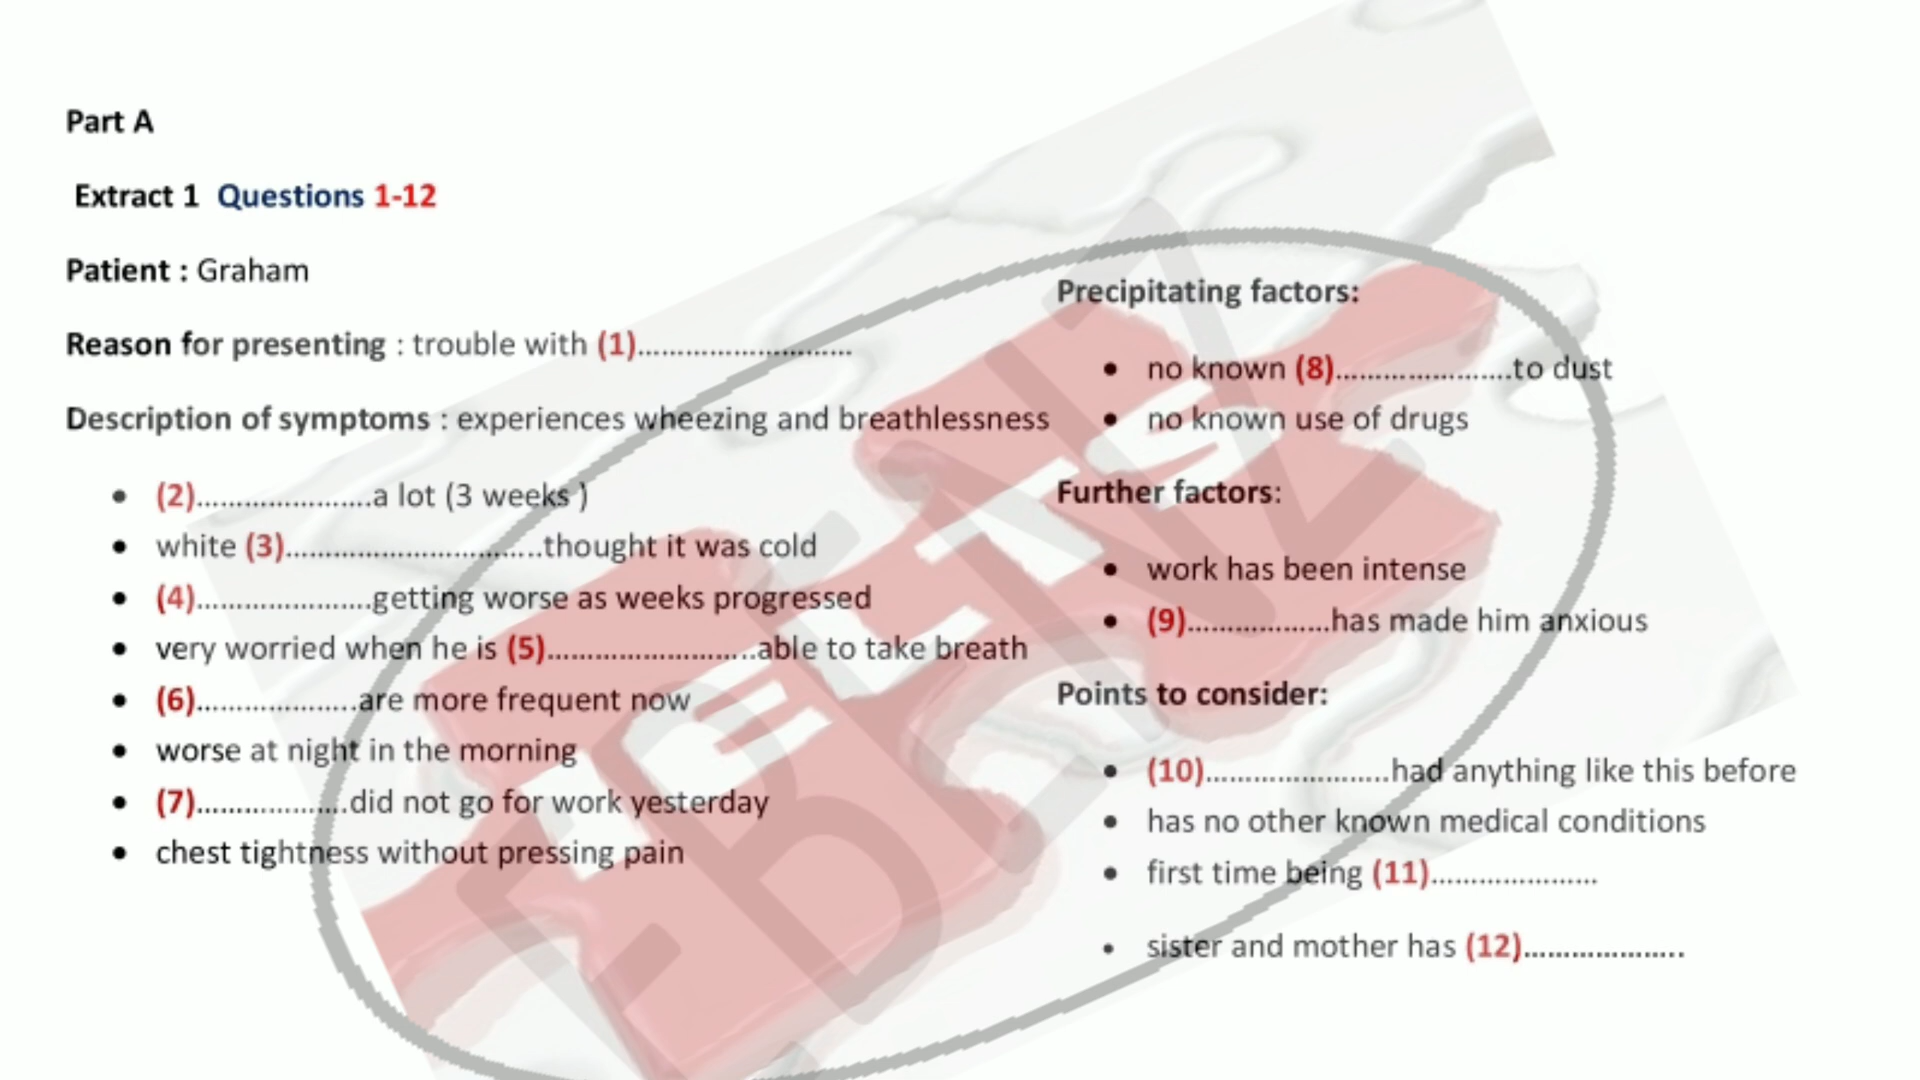 Part A
Extract 1 Questions 1-12
Patient : Graham
Reason for presenting : trouble with (1)...........................
Description of symptoms : experiences wheezing and breathlessness
• (2)......................a lot (3 weeks )
• white (3)................................thought it was cold
• (4)......................getting worse as weeks progressed
• very worried when he is (5)..........................able to take breath
• (6)....................are more frequent now
• worse at night in the morning
• (7)...................did not go for work yesterday
• chest tightness without pressing pain
Precipitating factors:
• no known (8)......................to dust
• no known use of drugs
Further factors:
• work has been intense
• (9)..................has made him anxious
Points to consider:
• (10).......................had anything like this before
• has no other known medical conditions
• first time being (11).....................
• sister and mother has (12)....................